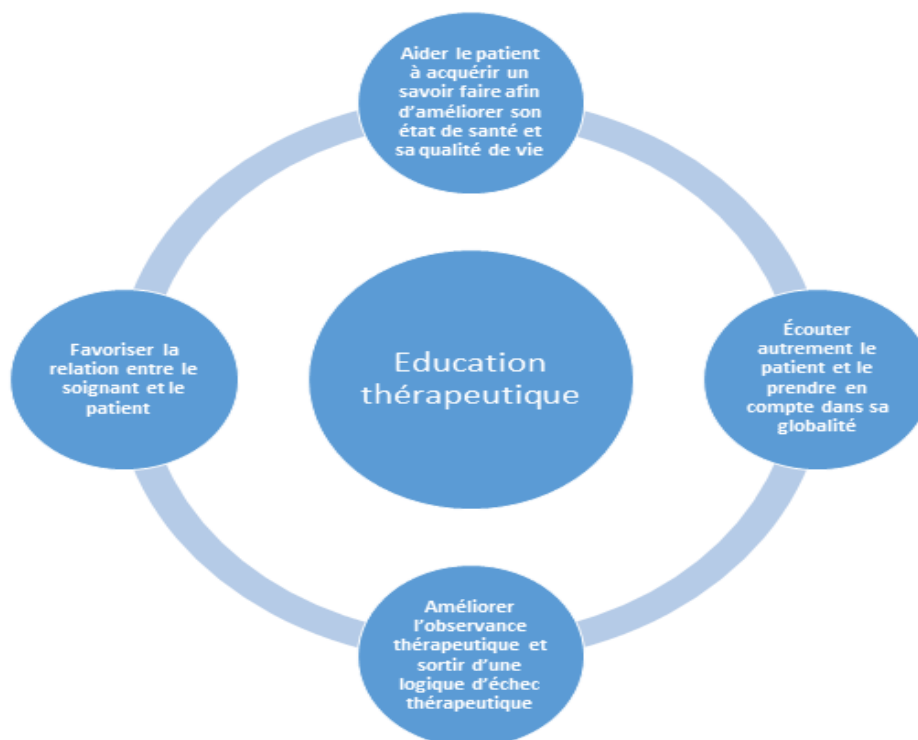 Aider le patient
à acquérir un
savoir faire afin
d’améliorer son
état de santé et
sa qualité de vie
Favoriser la
relation entre le
soignant et le
patient
Education
thérapeutique
Écouter
autrement le
patient et le
prendre en
compte dans sa
globalité
Améliorer
l’observance
thérapeutique et
sortir d’une
logique d’échec
thérapeutique